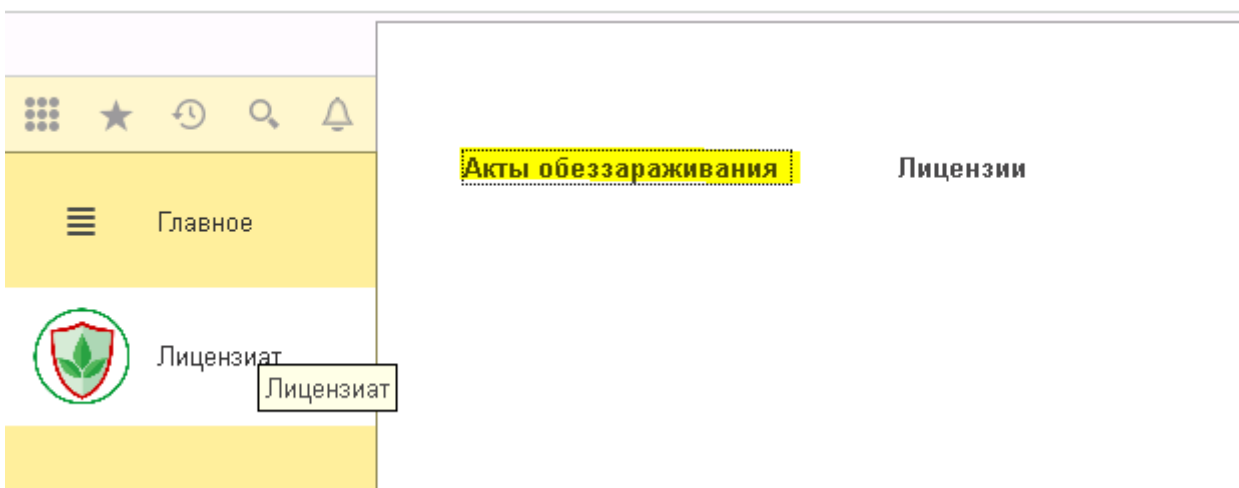 Акты обеззараживания Лицензии
Главное
Лицензиат
Лицензиат